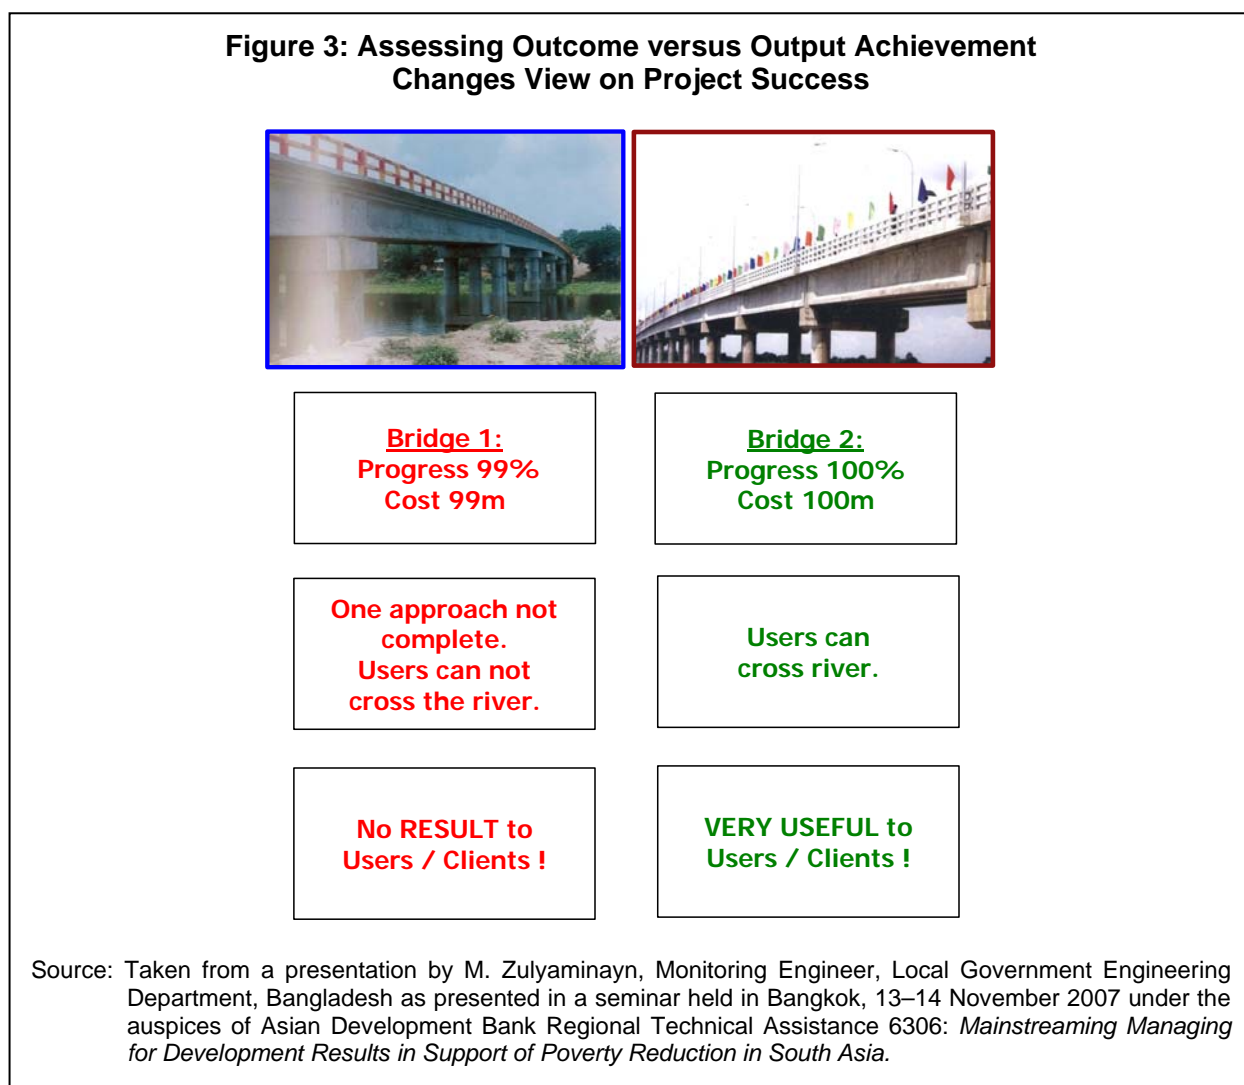 Figure 3: Assessing Outcome versus Output Achievement
Changes View on Project Success
Bridge 1:
Progress 99%
Cost 99m
Bridge 2:
Progress 100%
Cost 100m
One approach not
complete.
Users can not
cross the river.
Users can
cross river.
No RESULT to
Users / Clients !
VERY USEFUL to
Users / Clients !
Source: Taken from a presentation by M. Zulyaminayn, Monitoring Engineer, Local Government Engineering
Department, Bangladesh as presented in a seminar held in Bangkok, 13–14 November 2007 under the
auspices of Asian Development Bank Regional Technical Assistance 6306: Mainstreaming Managing
for Development Results in Support of Poverty Reduction in South Asia.